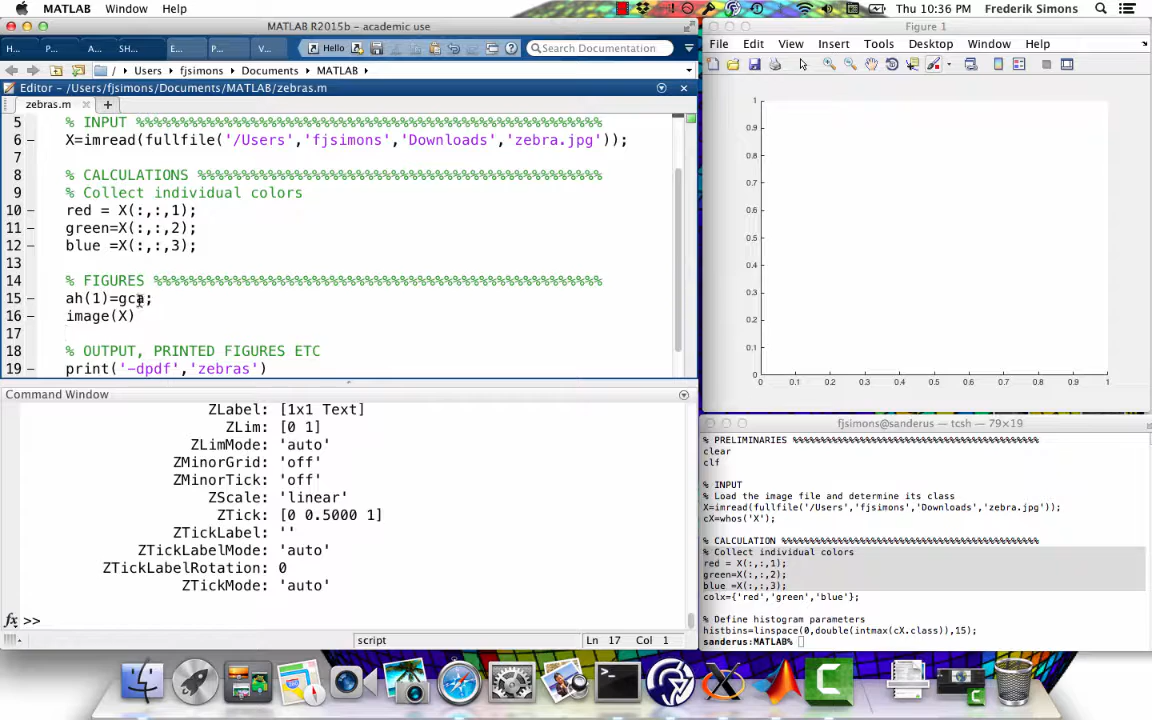 MATLAB Window Help
Thu 10:36 PM Frederik Simons
MATLAB R2015b - academic use
H... P... A... SH... E... P... V... Hello Search Documentation
/ Users fjsimons Documents MATLAB
Editor - /Users/fjsimons/Documents/MATLAB/zebras.m
zebras.m
5 % INPUT %%%%%%%%%%%%%%%%%%%%%%%%%%%%%%%%%%%%%%%%%%%%%%%%%%%%%
6 X=imread(fullfile('/Users','fjsimons','Downloads','zebra.jpg'));
7
8 % CALCULATIONS %%%%%%%%%%%%%%%%%%%%%%%%%%%%%%%%%%%%%%%%%%%%%%
9 % Collect individual colors
10 red = X(:,:,1);
11 green=X(:,:,2);
12 blue =X(:,:,3);
13
14 % FIGURES %%%%%%%%%%%%%%%%%%%%%%%%%%%%%%%%%%%%%%%%%%%%%%%%%%%
15 ah(1)=gca;
16 image(X)
17
18 % OUTPUT, PRINTED FIGURES ETC
19 print('-dpdf','zebras')
Command Window
ZLabel: [1x1 Text]
ZLim: [0 1]
ZLimMode: 'auto'
ZMinorGrid: 'off'
ZMinorTick: 'off'
ZScale: 'linear'
ZTick: [0 0.5000 1]
ZTickLabel: ''
ZTickLabelMode: 'auto'
ZTickLabelRotation: 0
ZTickMode: 'auto'
fx >>
script Ln 17 Col 1
Figure 1
File Edit View Insert Tools Desktop Window Help
1
0.9
0.8
0.7
0.6
0.5
0.4
0.3
0.2
0.1
0
0 0.1 0.2 0.3 0.4 0.5 0.6 0.7 0.8 0.9 1
fjsimons@sanderus — tcsh — 79×19
% PRELIMINARIES %%%%%%%%%%%%%%%%%%%%%%%%%%%%%%%%%%%%%%%%%%%%
clear
clf
% INPUT
% Load the image file and determine its class
X=imread(fullfile('/Users','fjsimons','Downloads','zebra.jpg'));
cX=whos('X');
% CALCULATION %%%%%%%%%%%%%%%%%%%%%%%%%%%%%%%%%%%%%%%%%%%%%%
% Collect individual colors
red = X(:,:,1);
green=X(:,:,2);
blue =X(:,:,3);
colx={'red','green','blue'};
% Define histogram parameters
histbins=linspace(0,double(intmax(cX.class)),15);
sanderus:MATLAB%